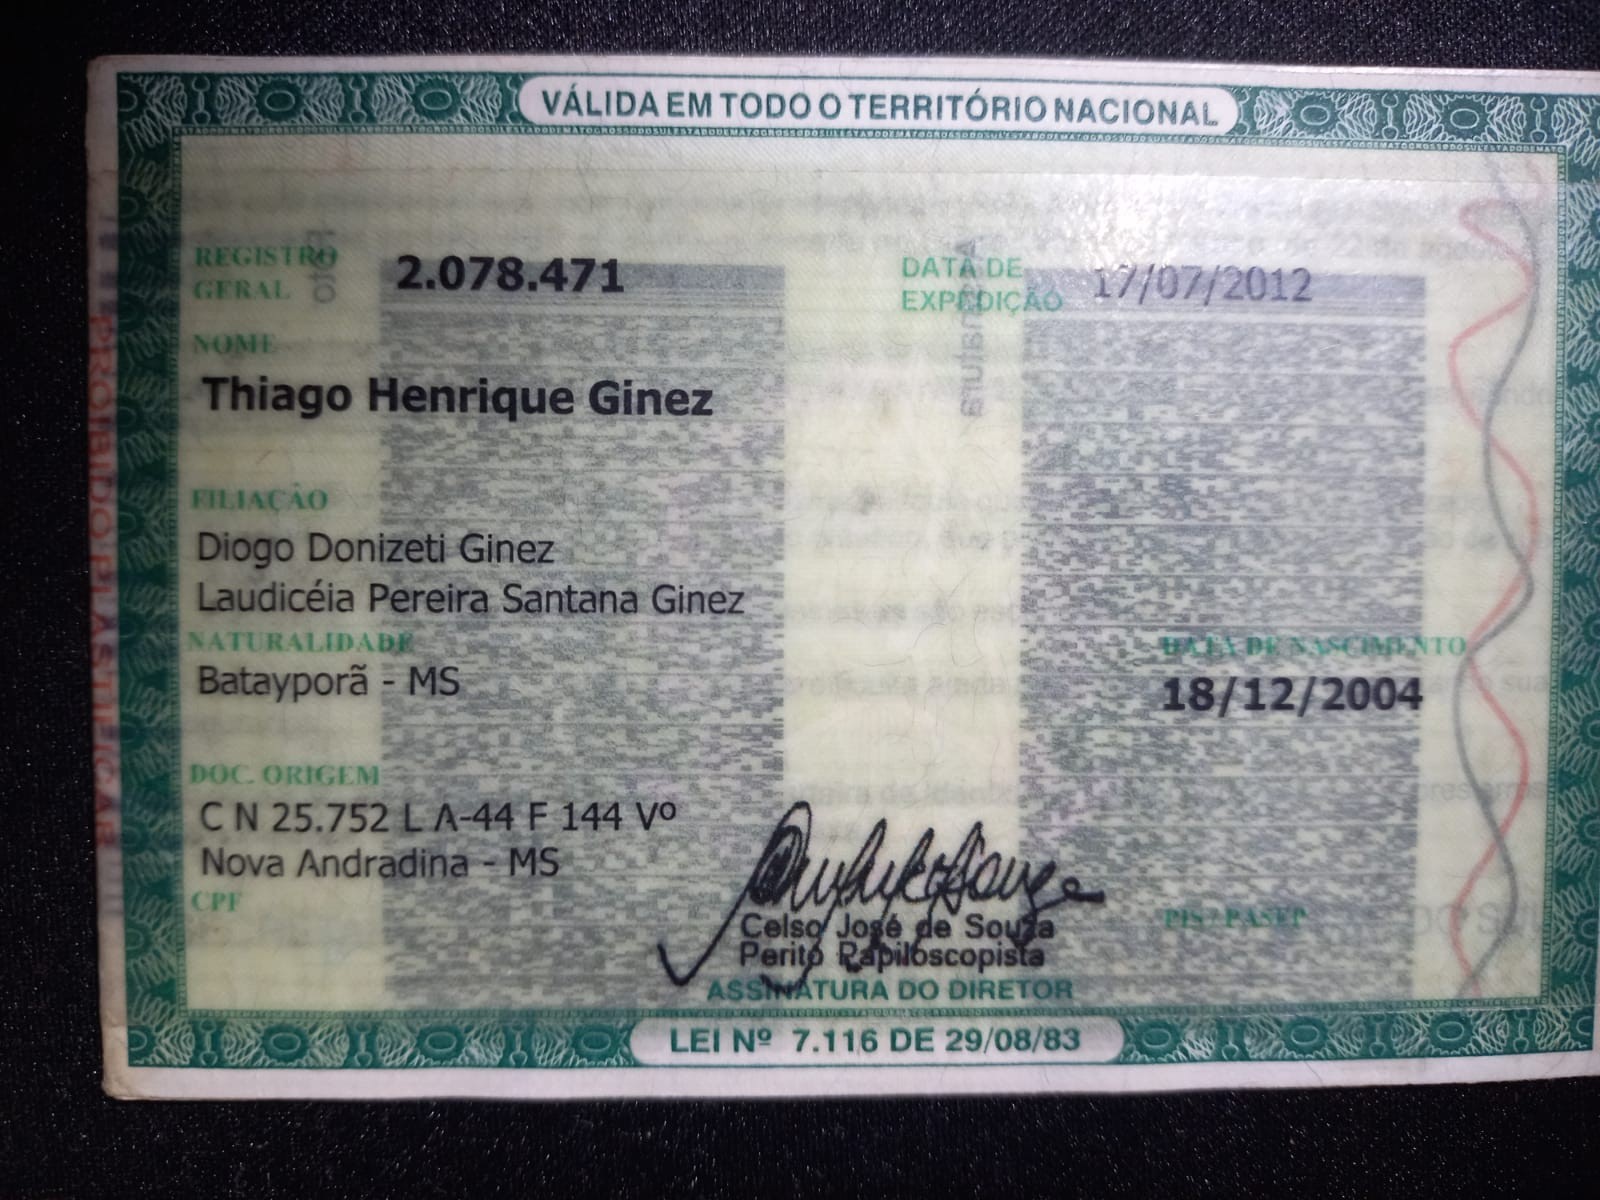 VÁLIDA EM TODO O TERRITÓRIO NACIONAL
REGISTRO GERAL 2.078.471 DATA DE EXPEDIÇÃO 17/07/2012
NOME
Thiago Henrique Ginez
FILIAÇÃO
Diogo Donizeti Ginez
Laudicéia Pereira Santana Ginez
NATURALIDADE DATA DE NASCIMENTO
Batayporã - MS 18/12/2004
DOC. ORIGEM
C N 25.752 L A-44 F 144 Vº
Nova Andradina - MS
CPF PIS / PASEP
Celso José de Souza
Perito Papiloscopista
ASSINATURA DO DIRETOR
LEI Nº 7.116 DE 29/08/83
PROIBIDO PLASTIFICAR